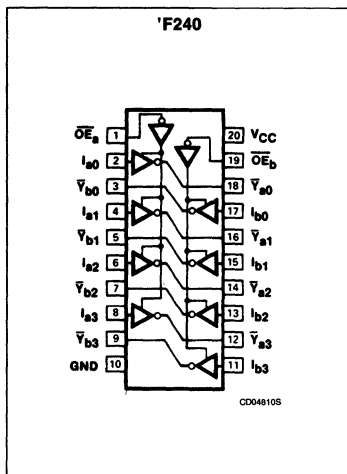 'F240
OEa 1
Ia0 2
Yb0 3
Ia1 4
Yb1 5
Ia2 6
Yb2 7
Ia3 8
Yb3 9
GND 10
20 VCC
19 OEb
18 Ya0
17 Ib0
16 Ya1
15 Ib1
14 Ya2
13 Ib2
12 Ya3
11 Ib3
CD04810S